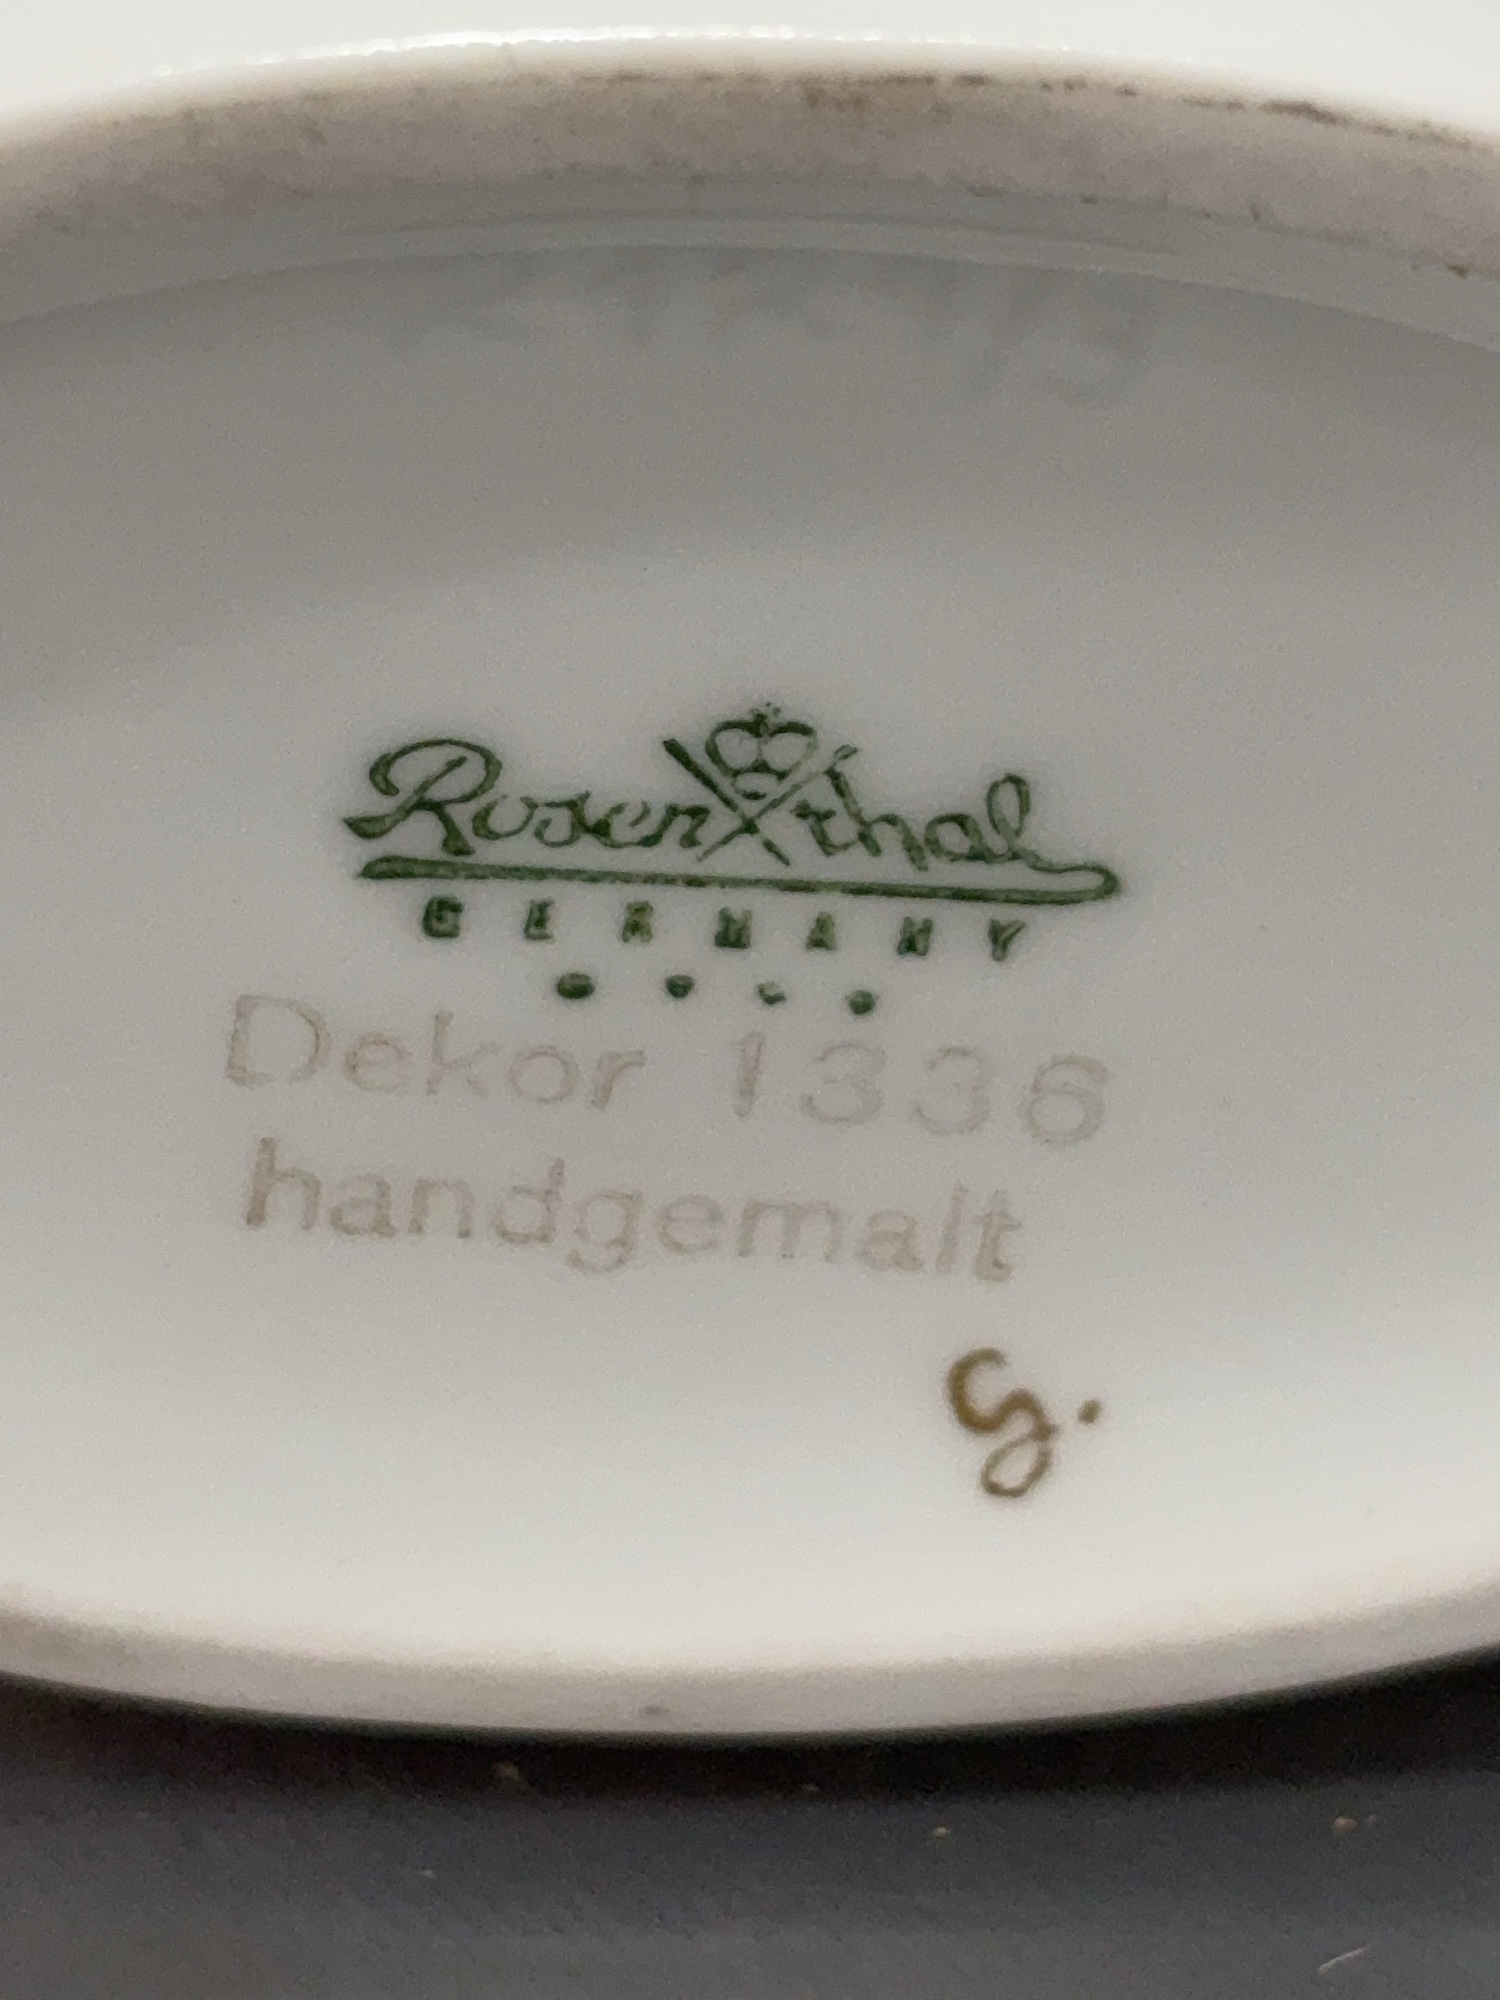 Rosenthal
GERMANY
Dekor 1336
handgemalt
G.